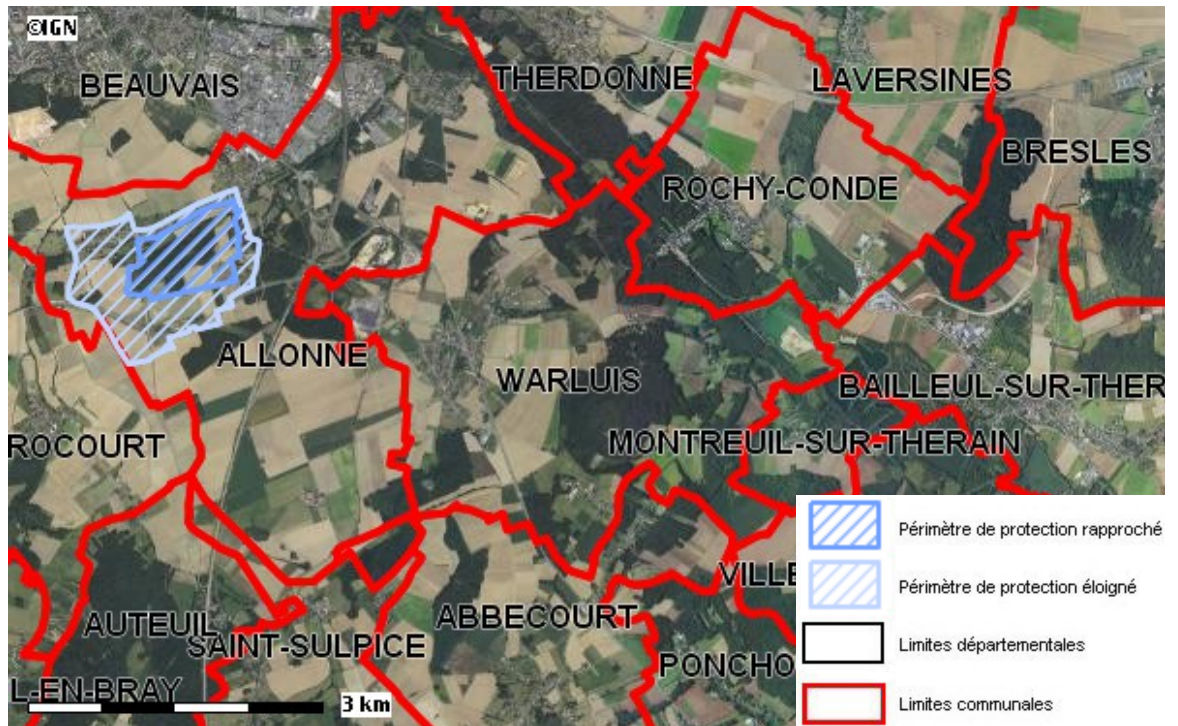 ©IGN
BEAUVAIS
THERDONNE
LAVERSINES
BRESLES
ROCHY-CONDE
ALLONNE
WARLUIS
BAILLEUL-SUR-THER
ROCOURT
MONTREUIL-SUR-THERAIN
VILLE
AUTEUIL
ABBECOURT
SAINT-SULPICE
PONCHO
L-EN-BRAY
3 km
Périmètre de protection rapproché
Périmètre de protection éloigné
Limites départementales
Limites communales